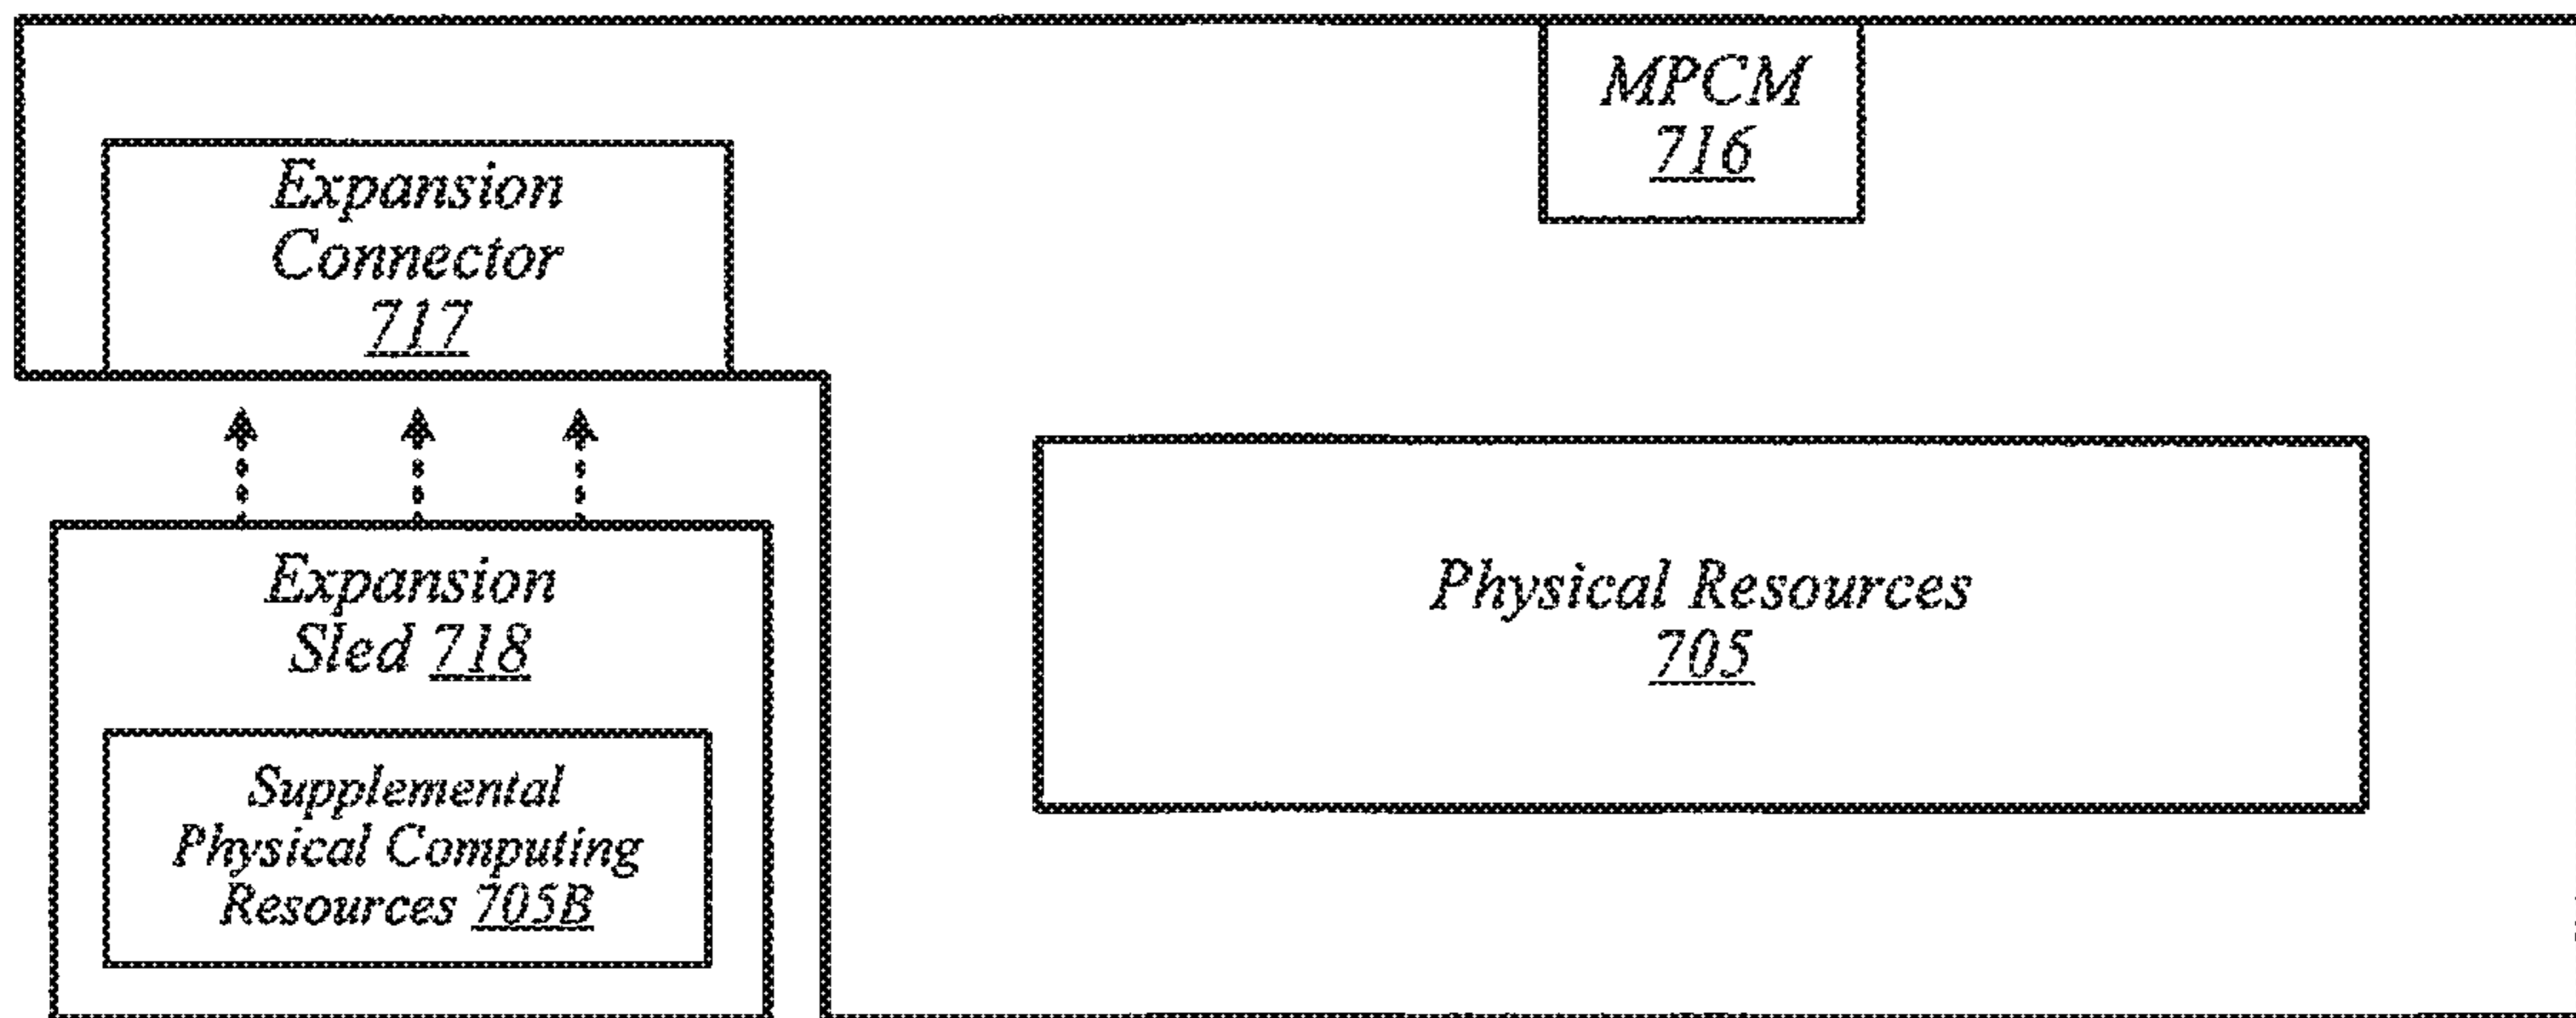 MPCM
716
Expansion
Connector
717
Expansion
Sled 718
Supplemental
Physical Computing
Resources 705B
Physical Resources
705